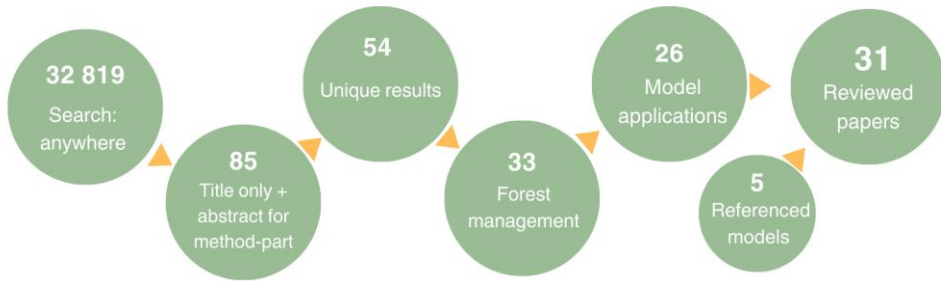 32 819
Search:
anywhere
85
Title only +
abstract for
method-part
54
Unique results
33
Forest
management
26
Model
applications
5
Referenced
models
31
Reviewed
papers